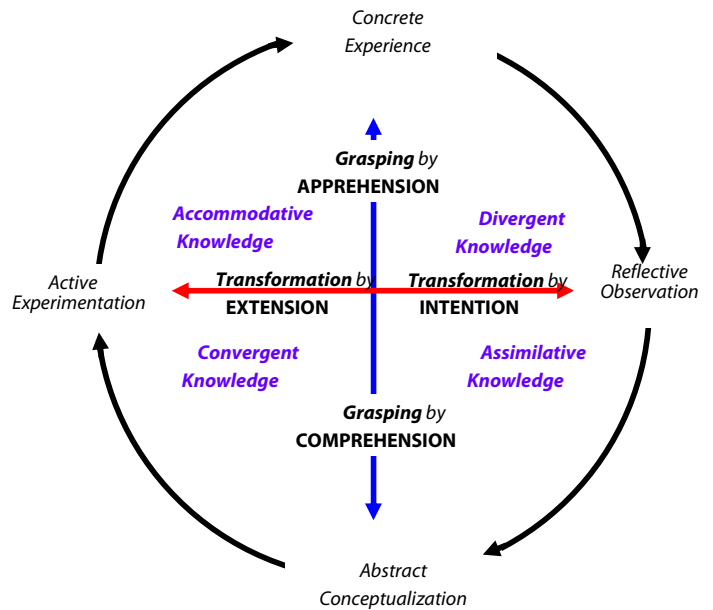 Concrete
Experience
Grasping by
APPREHENSION
Accommodative
Knowledge
Divergent
Knowledge
Active
Experimentation
Transformation by
EXTENSION
Transformation by
INTENTION
Reflective
Observation
Convergent
Knowledge
Assimilative
Knowledge
Grasping by
COMPREHENSION
Abstract
Conceptualization